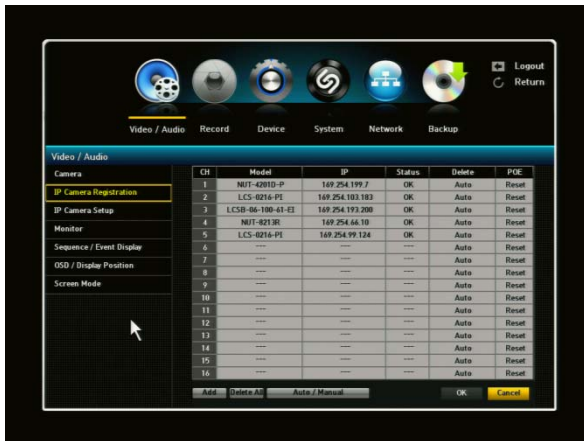 Logout
Return
Video / Audio Record Device System Network Backup
Video / Audio
Camera
IP Camera Registration
IP Camera Setup
Monitor
Sequence / Event Display
OSD / Display Position
Screen Mode
CH Model IP Status Delete POE
1 NUT-4201D-P 169.254.199.7 OK Auto Reset
2 LCS-0216-PI 169.254.103.183 OK Auto Reset
3 LCSB-06-100-61-EI 169.254.193.200 OK Auto Reset
4 NUT-8213R 169.254.66.10 OK Auto Reset
5 LCS-0216-PI 169.254.99.124 OK Auto Reset
6 --- --- --- Auto Reset
7 --- --- --- Auto Reset
8 --- --- --- Auto Reset
9 --- --- --- Auto Reset
10 --- --- --- Auto Reset
11 --- --- --- Auto Reset
12 --- --- --- Auto Reset
13 --- --- --- Auto Reset
14 --- --- --- Auto Reset
15 --- --- --- Auto Reset
16 --- --- --- Auto Reset
Add Delete All Auto / Manual OK Cancel